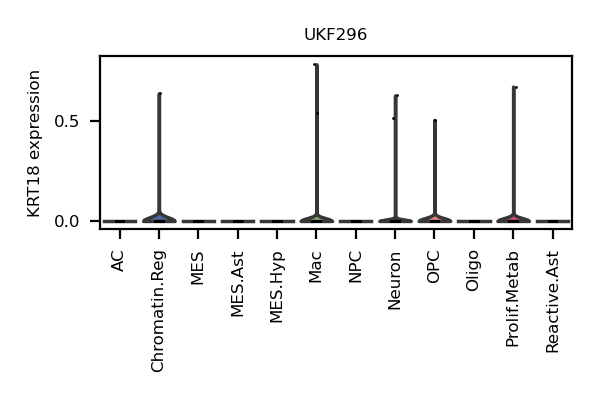 UKF296
KRT18 expression
0.5
0.0
AC
Chromatin.Reg
MES
MES.Ast
MES.Hyp
Mac
NPC
Neuron
OPC
Oligo
Prolif.Metab
Reactive.Ast